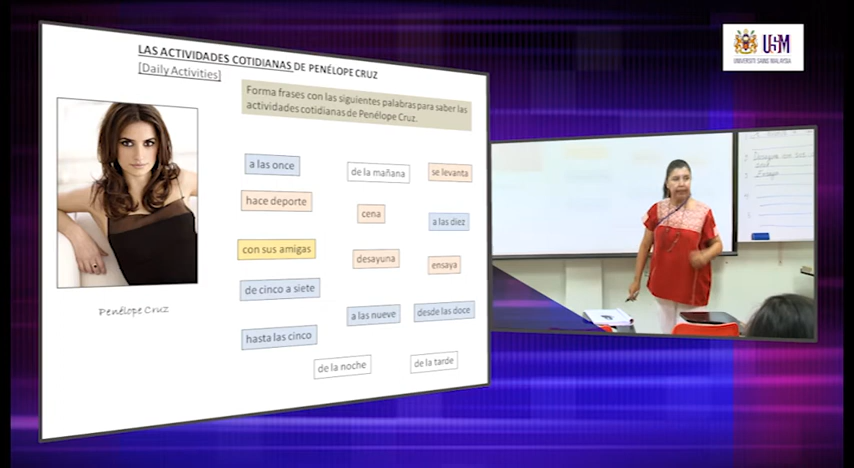 LAS ACTIVIDADES COTIDIANAS DE PENÉLOPE CRUZ
[Daily Activities]
Forma frases con las siguientes palabras para saber las
actividades cotidianas de Penélope Cruz.
a las once
de la mañana
se levanta
hace deporte
cena
a las diez
con sus amigas
desayuna
ensaya
de cinco a siete
a las nueve
desde las doce
hasta las cinco
de la noche
de la tarde
Penélope Cruz
USM
UNIVERSITI SAINS MALAYSIA